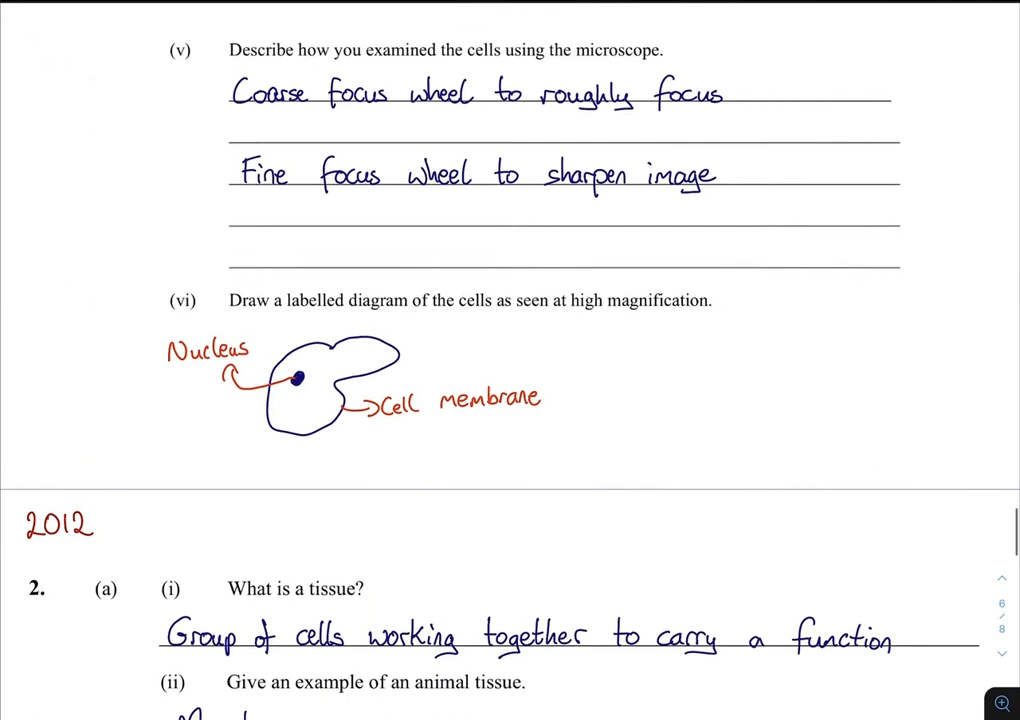 (v) Describe how you examined the cells using the microscope.
Coarse focus wheel to roughly focus
Fine focus wheel to sharpen image
(vi) Draw a labelled diagram of the cells as seen at high magnification.
Nucleus
Cell membrane
2012
2. (a) (i) What is a tissue?
Group of cells working together to carry a function
(ii) Give an example of an animal tissue.
6
/
8